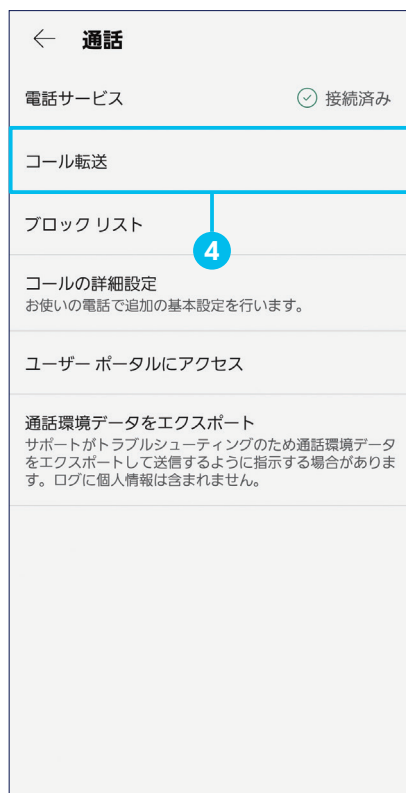 通話
電話サービス 接続済み
コール転送
ブロック リスト
4
コールの詳細設定
お使いの電話で追加の基本設定を行います。
ユーザー ポータルにアクセス
通話環境データをエクスポート
サポートがトラブルシューティングのため通話環境データ
をエクスポートして送信するように指示する場合がありま
す。ログに個人情報は含まれません。